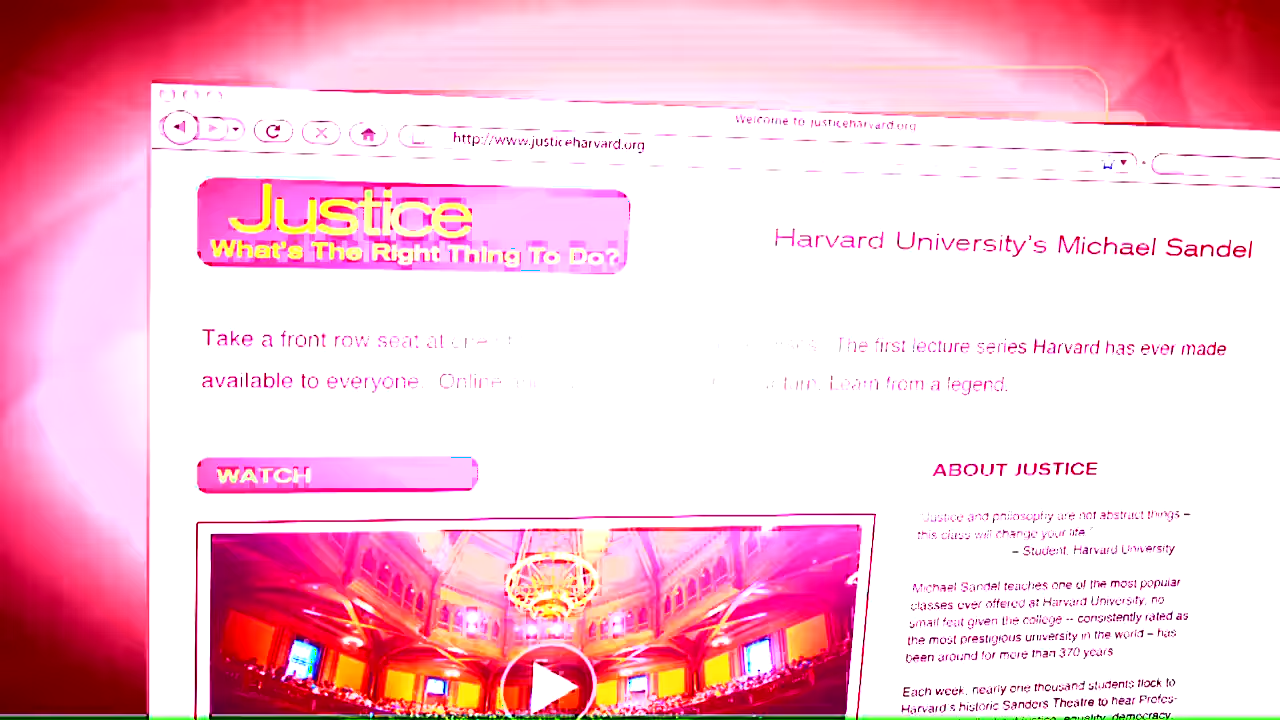 Welcome to justiceharvard.org
http://www.justiceharvard.org
Justice
What's The Right Thing To Do?
Harvard University's Michael Sandel
Take a front row seat at The first lecture series Harvard has ever made
available to everyone. Online Learn from a legend.
WATCH
ABOUT JUSTICE
"Justice and philosophy are not abstract things –
this class will change your life"
– Student, Harvard University
Michael Sandel teaches one of the most popular
classes ever offered at Harvard University, no
small feat given the college -- consistently rated as
the most prestigious university in the world – has
been around for more than 370 years.
Each week, nearly one thousand students flock to
Harvard's historic Sanders Theatre to hear Profes-
justice, equality, democracy,